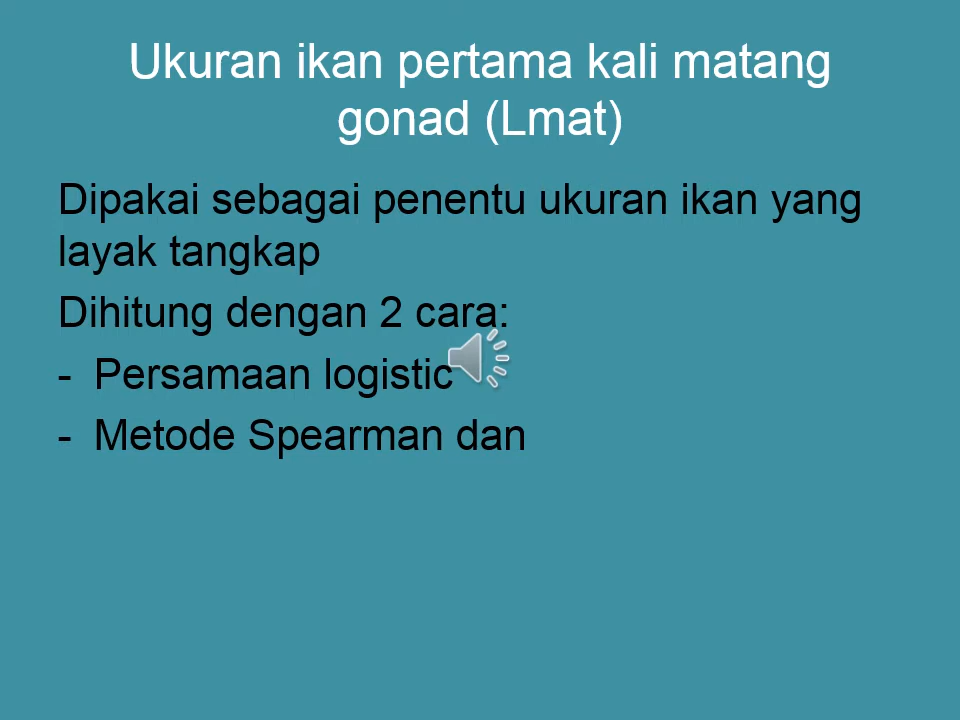 Ukuran ikan pertama kali matang
gonad (Lmat)
Dipakai sebagai penentu ukuran ikan yang
layak tangkap
Dihitung dengan 2 cara:
- Persamaan logistic
- Metode Spearman dan